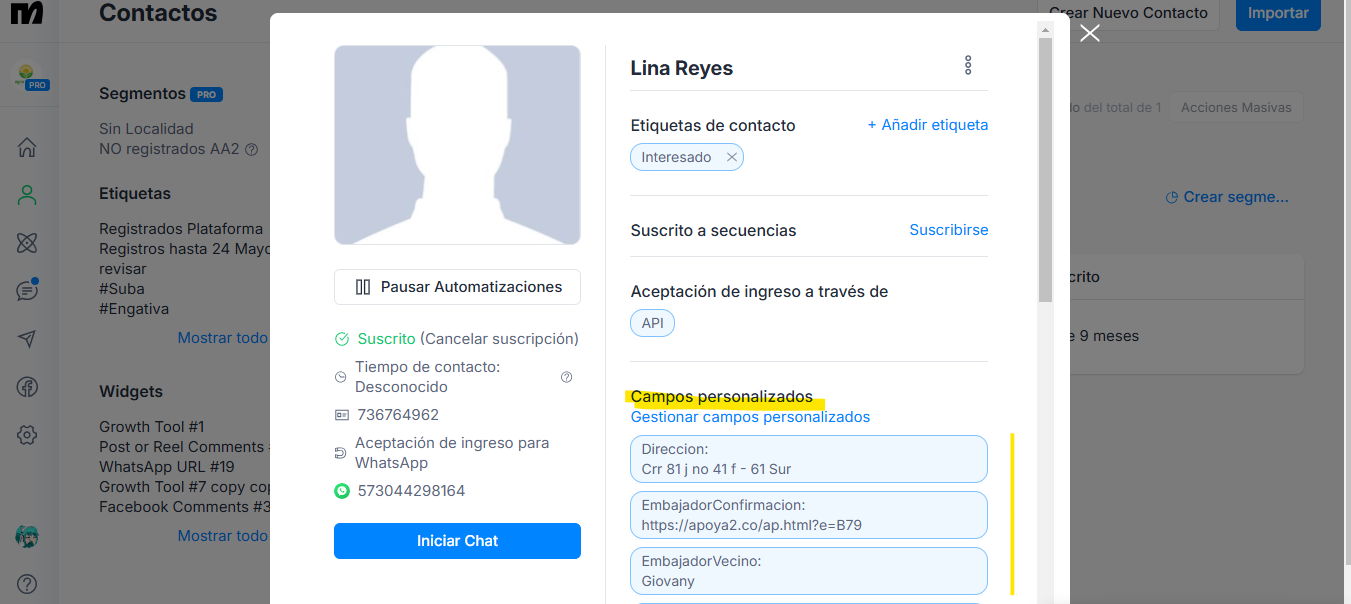 Contactos
Crear Nuevo Contacto
Importar
PRO
Segmentos PRO
Sin Localidad
NO registrados AA2
Etiquetas
Registrados Plataforma
Registros hasta 24 Mayo
revisar
#Suba
#Engativa
Mostrar todo
Widgets
Growth Tool #1
Post or Reel Comments
WhatsApp URL #19
Growth Tool #7 copy cop
Facebook Comments #3
Mostrar todo
Pausar Automatizaciones
Suscrito (Cancelar suscripción)
Tiempo de contacto:
Desconocido
736764962
Aceptación de ingreso para
WhatsApp
573044298164
Iniciar Chat
Lina Reyes
Etiquetas de contacto
+ Añadir etiqueta
Interesado
Suscrito a secuencias
Suscribirse
Aceptación de ingreso a través de
API
Campos personalizados
Gestionar campos personalizados
Direccion:
Crr 81 j no 41 f - 61 Sur
EmbajadorConfirmacion:
https://apoya2.co/ap.html?e=B79
EmbajadorVecino:
Giovany
do del total de 1
Acciones Masivas
Crear segme...
crito
e 9 meses